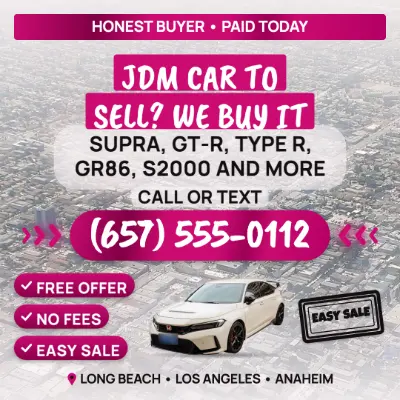 HONEST BUYER • PAID TODAY
JDM CAR TO
SELL? WE BUY IT
SUPRA, GT-R, TYPE R,
GR86, S2000 AND MORE
CALL OR TEXT
(657) 555-0112
FREE OFFER
NO FEES
EASY SALE
EASY SALE
LONG BEACH • LOS ANGELES • ANAHEIM